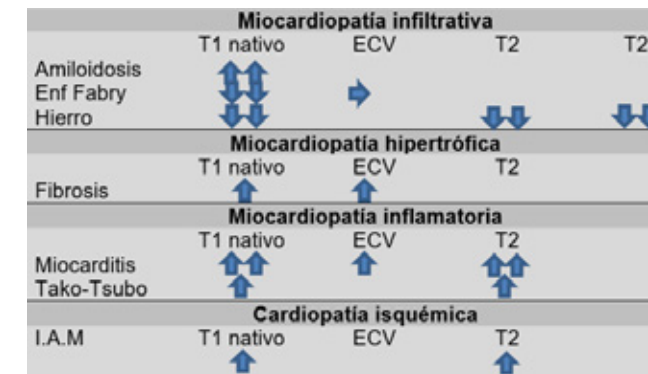 Miocardiopatía infiltrativa
T1 nativo ECV T2 T2
Amiloidosis
Enf Fabry
Hierro
Miocardiopatía hipertrófica
T1 nativo ECV T2
Fibrosis
Miocardiopatía inflamatoria
T1 nativo ECV T2
Miocarditis
Tako-Tsubo
Cardiopatía isquémica
I.A.M T1 nativo ECV T2